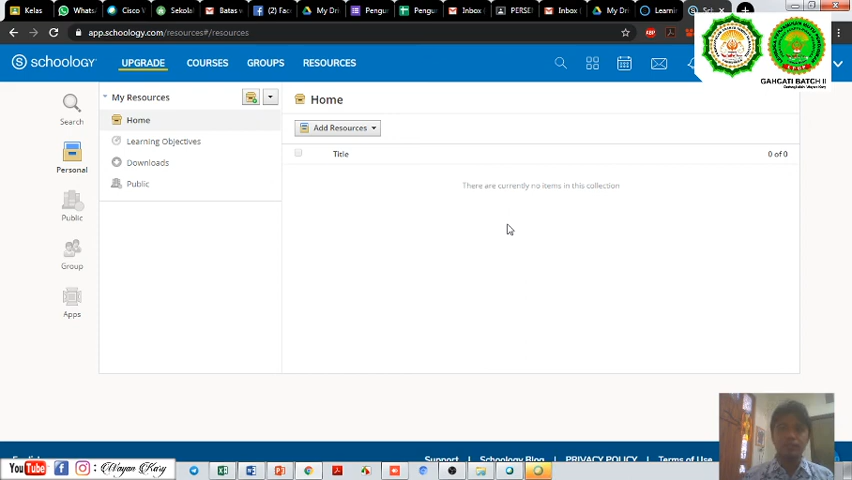 Kelas
Whats
Cisco
Sekola
Batas v
(2) Fac
My Dri
Pengu
Pengu
Inbox
PERSE
Inbox
My Dri
Learni
app.schoology.com/resources#/resources
schoology
UPGRADE
COURSES
GROUPS
RESOURCES
GAHCATI BATCH II
Search
Personal
Public
Group
Apps
My Resources
Home
Learning Objectives
Downloads
Public
Home
Add Resources
Title
0 of 0
There are currently no items in this collection
English
Support
Schoology Blog
PRIVACY POLICY
Terms of Use
YouTube
: Wayan Kary